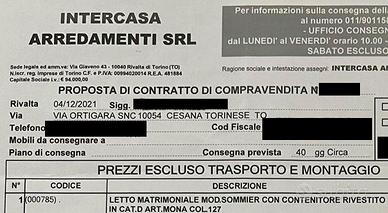 INTERCASA
ARREDAMENTI SRL
Per informazioni sulla consegna della
al numero 011/901158
- UFFICIO CONSEGN
dal LUNEDI' al VENERDI' orario 10.00 -
SABATO ESCLUSO
Sede legale ed amm.va: Via Giaveno 43 - 10040 Rivalta di Torino (TO)
N.Iscr. reg. Imprese di Torino C.F. e P.IVA: 00994020014 R.E.A. 481884
Capitale Sociale i.v.: € 94.000,00
Ragione sociale e intestazione assegni: INTERCASA AR
PROPOSTA DI CONTRATTO DI COMPRAVENDITA N°
Rivalta 04/12/2021 Sigg.
Via VIA ORTIGARA SNC 10054 CESANA TORINESE TO
Telefono Cod Fiscale
Mobili da consegnare a
Piano di consegna Consegna prevista 40 gg Circa
PREZZI ESCLUSO TRASPORTO E MONTAGGIO
N° CODICE DESCRIZIONE
1 (000785). LETTO MATRIMONIALE MOD.SOMMIER CON CONTENITORE RIVESTITO
IN CAT.D ART.MONA COL.127